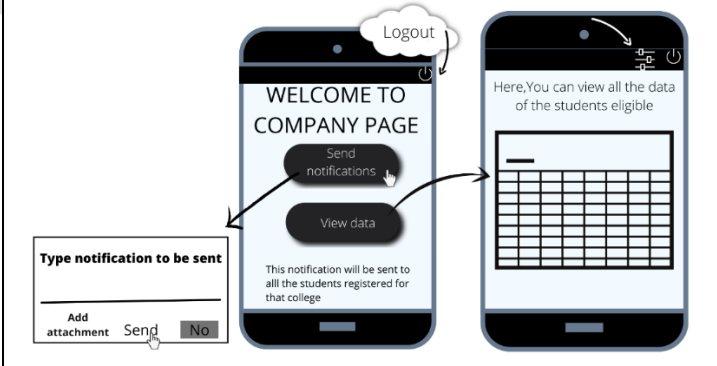 Logout
WELCOME TO
COMPANY PAGE
Send
notifications
View data
This notification will be sent to
alll the students registered for
that college
Type notification to be sent
Add
attachment
Send
No
Here,You can view all the data
of the students eligible